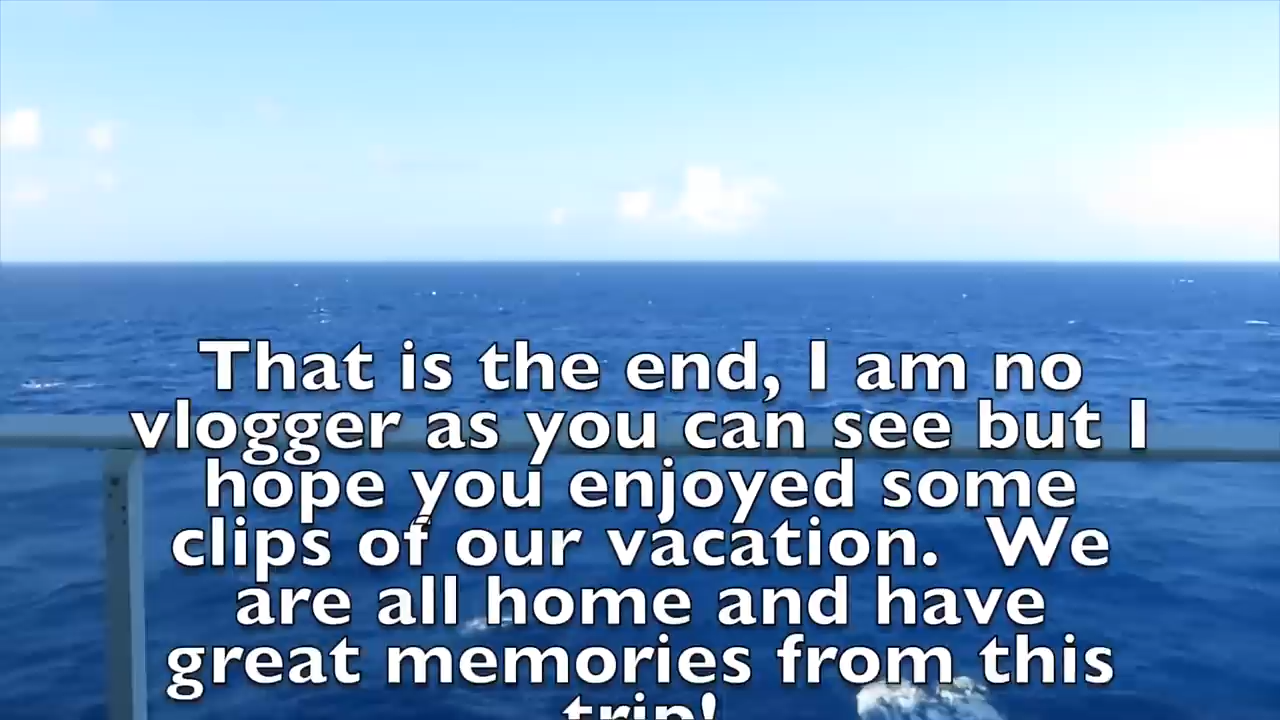 That is the end, I am no
vlogger as you can see but I
hope you enjoyed some
clips of our vacation.  We
are all home and have
great memories from this
trip!